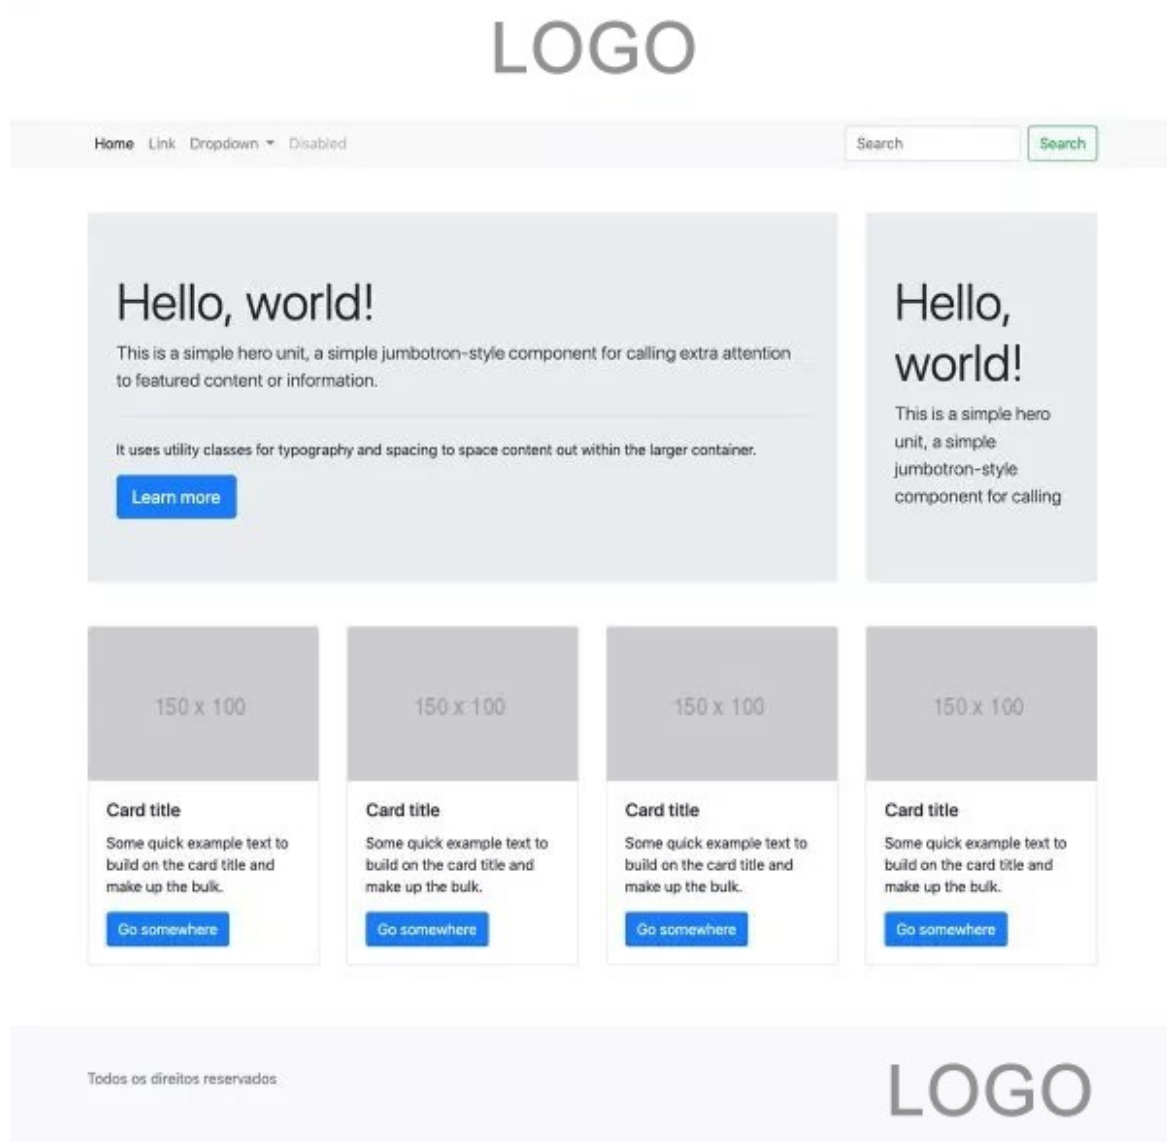 LOGO
Home Link Dropdown Disabled Search Search
Hello, world!
This is a simple hero unit, a simple jumbotron-style component for calling extra attention
to featured content or information.
It uses utility classes for typography and spacing to space content out within the larger container.
Learn more
Hello,
world!
This is a simple hero
unit, a simple
jumbotron-style
component for calling
150 x 100
Card title
Some quick example text to
build on the card title and
make up the bulk.
Go somewhere
150 x 100
Card title
Some quick example text to
build on the card title and
make up the bulk.
Go somewhere
150 x 100
Card title
Some quick example text to
build on the card title and
make up the bulk.
Go somewhere
150 x 100
Card title
Some quick example text to
build on the card title and
make up the bulk.
Go somewhere
Todos os direitos reservados
LOGO